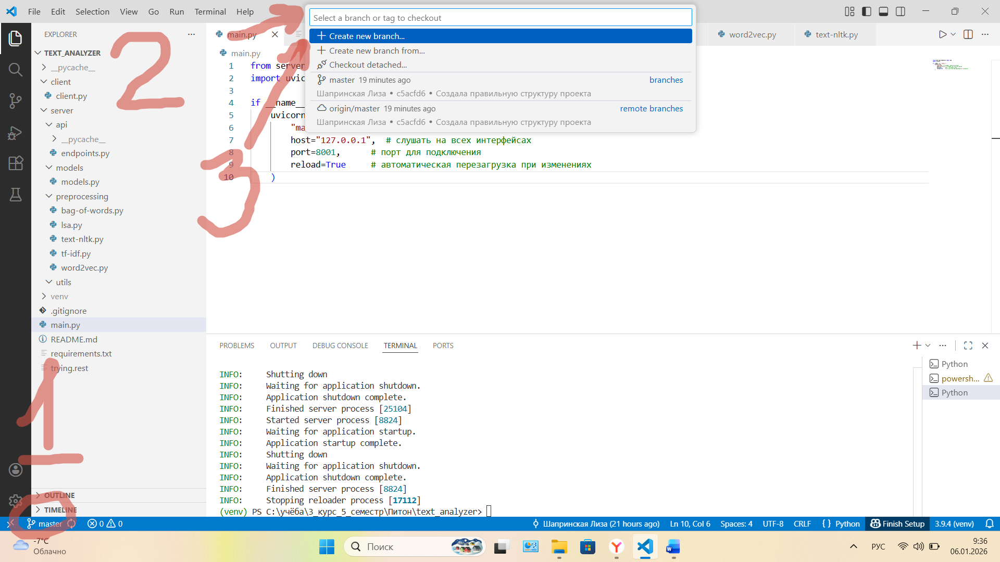 File Edit Selection View Go Run Terminal Help
Select a branch or tag to checkout
Create new branch...
Create new branch from...
Checkout detached...
master 19 minutes ago branches
Шапринская Лиза • c5acfd6 • Создала правильную структуру проекта
origin/master 19 minutes ago remote branches
Шапринская Лиза • c5acfd6 • Создала правильную структуру проекта
2
3
1
EXPLORER
TEXT_ANALYZER
__pycache__
client
client.py
server
api
__pycache__
endpoints.py
models
models.py
preprocessing
bag-of-words.py
lsa.py
text-nltk.py
tf-idf.py
word2vec.py
utils
venv
.gitignore
main.py
README.md
requirements.txt
trying.rest
OUTLINE
TIMELINE
main.py word2vec.py text-nltk.py
main.py
1 from server
2 import uvic
3
4 if __name__
5 uvicorn
6 "ma
7 host="127.0.0.1", # слушать на всех интерфейсах
8 port=8001, # порт для подключения
9 reload=True # автоматическая перезагрузка при изменениях
10 )
PROBLEMS OUTPUT DEBUG CONSOLE TERMINAL PORTS
INFO: Shutting down
INFO: Waiting for application shutdown.
INFO: Application shutdown complete.
INFO: Finished server process [25104]
INFO: Started server process [8824]
INFO: Waiting for application startup.
INFO: Application startup complete.
INFO: Shutting down
INFO: Waiting for application shutdown.
INFO: Application shutdown complete.
INFO: Finished server process [8824]
INFO: Stopping reloader process [17112]
(venv) PS C:\учёба\3_курс_5_семестр\Питон\text_analyzer>
Python
powersh...
Python
master 0 0 Шапринская Лиза (21 hours ago) Ln 10, Col 6 Spaces: 4 UTF-8 CRLF { } Python Finish Setup 3.9.4 (venv)
-7°C
Облачно
Поиск
РУС
9:36
06.01.2026